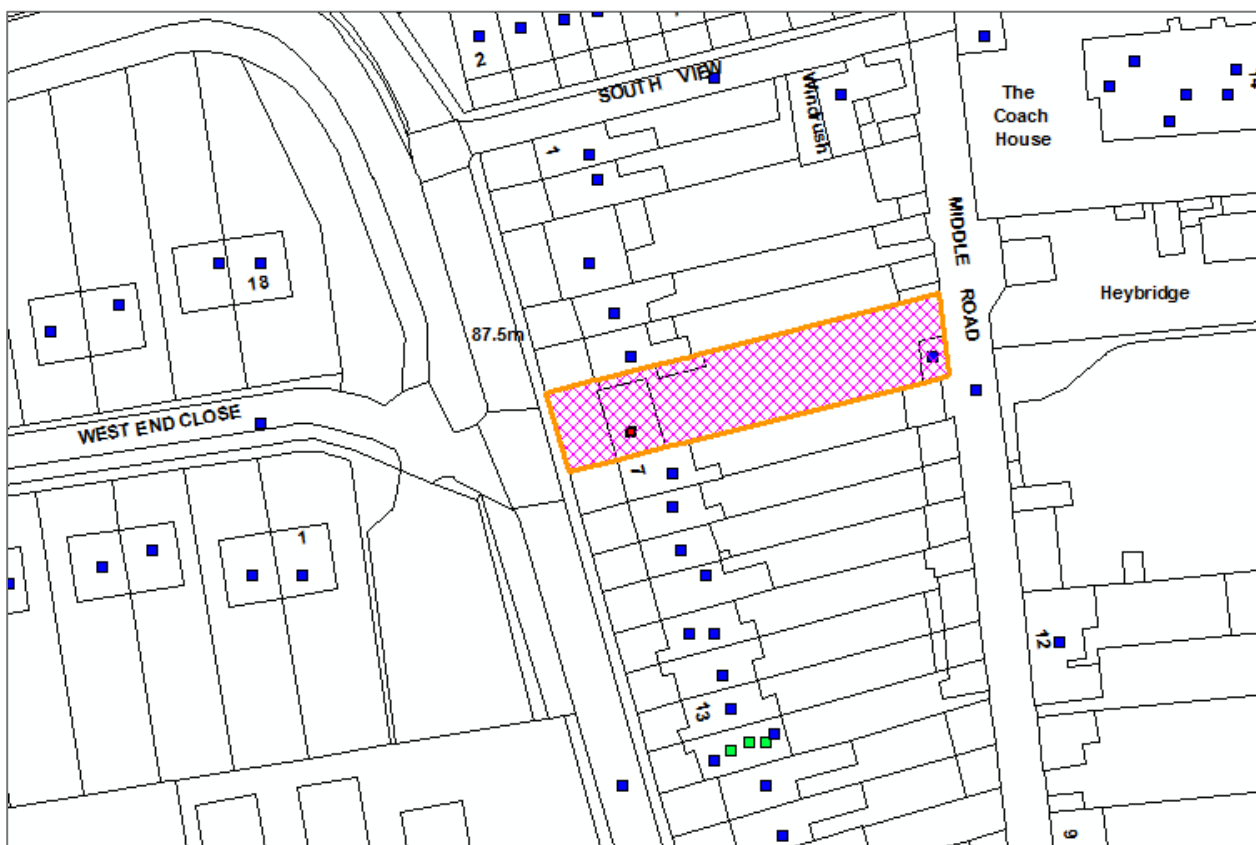 2
SOUTH VIEW
Windrush
The
Coach
House
14
1
MIDDLE ROAD
18
Heybridge
87.5m
WEST END CLOSE
7
1
12
13
9